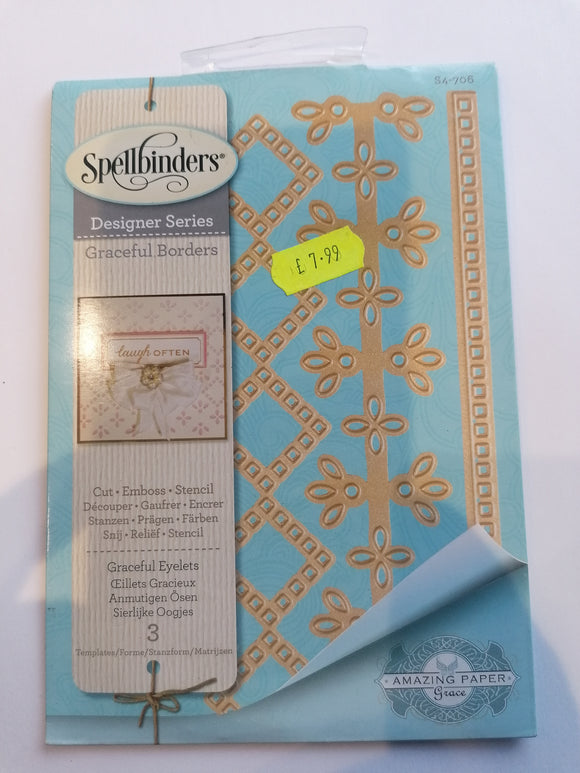 S4-706
Spellbinders®
Designer Series
Graceful Borders
£7.99
laugh OFTEN
Cut • Emboss • Stencil
Découper • Gaufrer • Encrer
Stanzen • Prägen • Färben
Snij • Reliëf • Stencil
Graceful Eyelets
Œillets Gracieux
Anmutigen Ösen
Sierlijke Oogjes
3
Templates/Forme/Stanzform/Matrijzen
AMAZING PAPER
Grace